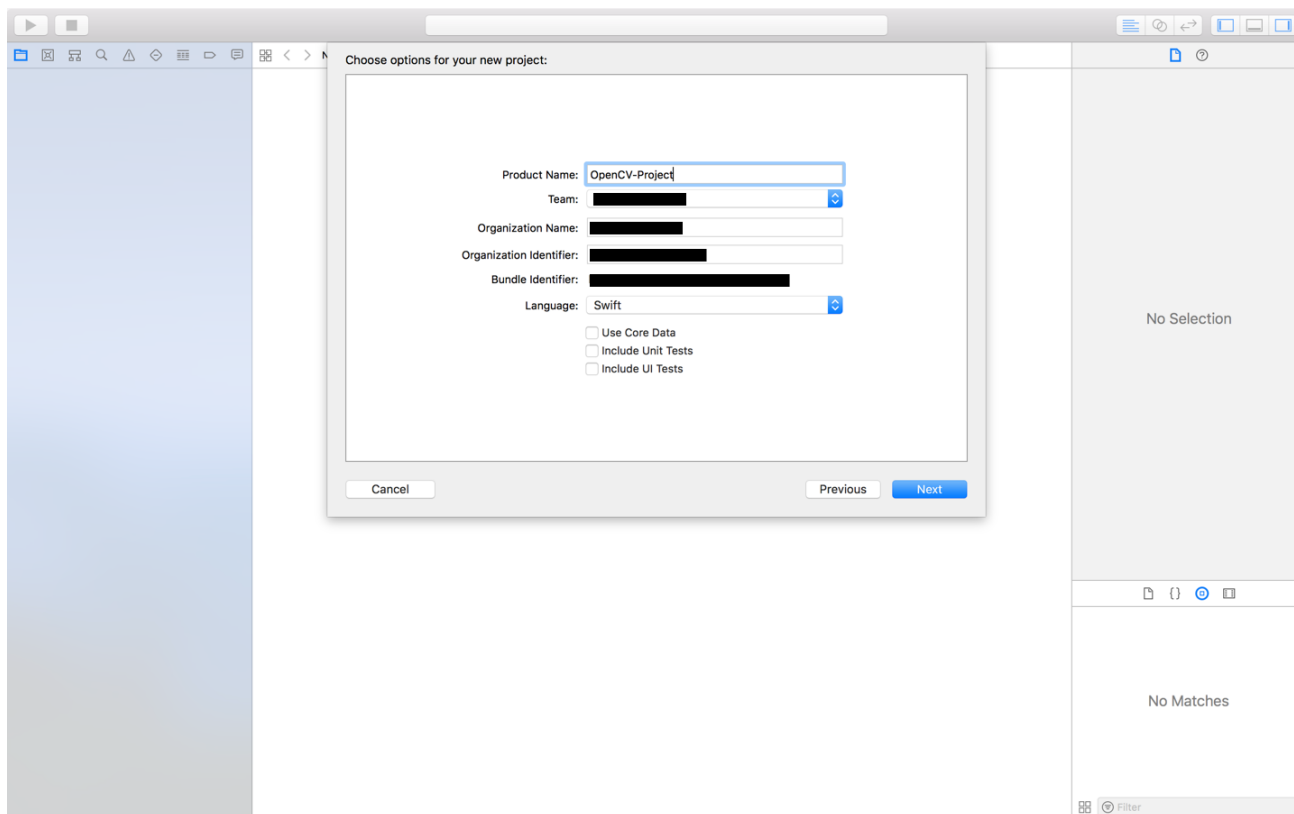 Choose options for your new project:
Product Name: OpenCV-Project
Team:
Organization Name:
Organization Identifier:
Bundle Identifier:
Language: Swift
Use Core Data
Include Unit Tests
Include UI Tests
Cancel
Previous
Next
No Selection
{}
No Matches
Filter